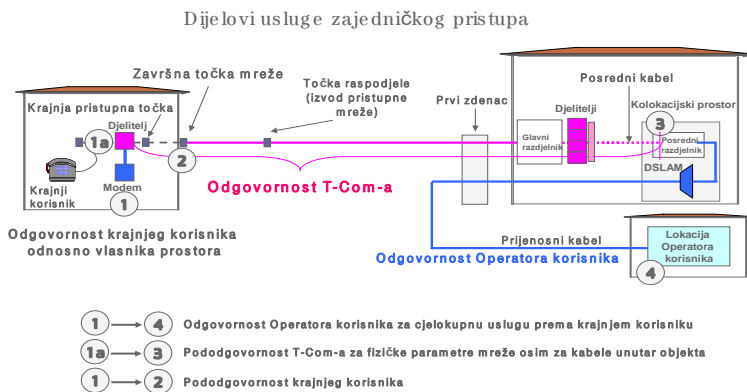 Dijelovi usluge zajedničkog pristupa
Završna točka mreže
Krajnja pristupna točka
Djelitelj
1a
Krajnji
korisnik
Modem
1
2
Točka raspodjele
(izvod pristupne
mreže)
Prvi zdenac
Posredni kabel
Djelitelji
Kolokacijski prostor
3
Glavni
razdjelnik
Posredni
razdjelnik
DSLAM
Odgovornost T-Com-a
Odgovornost krajnjeg korisnika
odnosno vlasnika prostora
Prijenosni kabel
Odgovornost Operatora korisnika
Lokacija
Operatora
korisnika
4
1 4 Odgovornost Operatora korisnika za cjelokupnu uslugu prema krajnjem korisniku
1a 3 Pododgovornost T-Com-a za fizičke parametre mreže osim za kabele unutar objekta
1 2 Pododgovornost krajnjeg korisnika